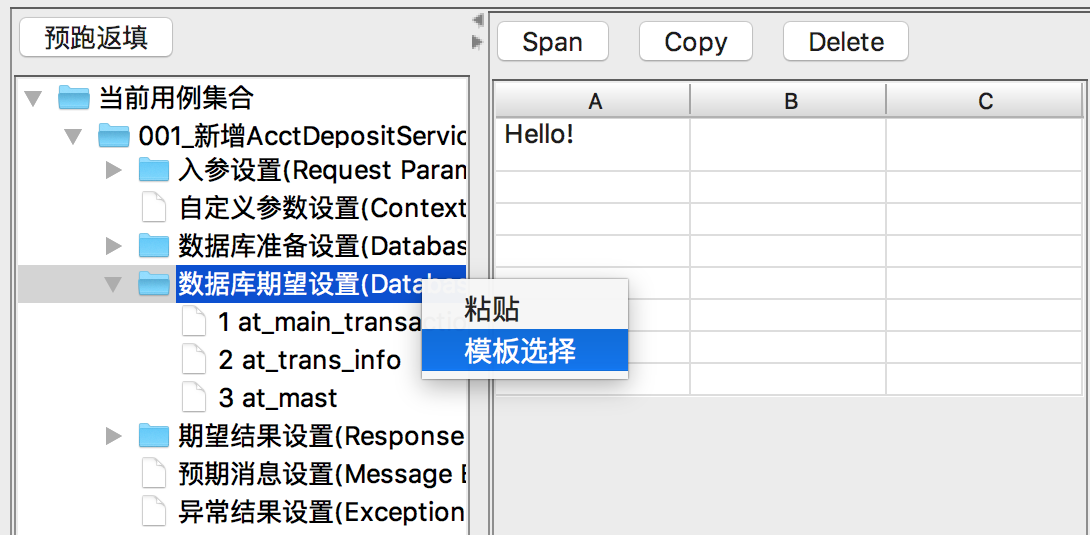 预跑返填
Span Copy Delete
当前用例集合
001_新增AcctDepositServic
入参设置(Request Param
自定义参数设置(Context
数据库准备设置(Databas
数据库期望设置(Databas
1 at_main_transactio
2 at_trans_info
3 at_mast
期望结果设置(Response
预期消息设置(Message E
异常结果设置(Exception
粘贴
模板选择
A B C
Hello!